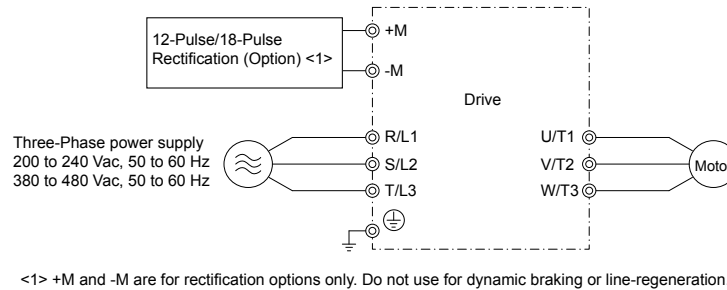 12-Pulse/18-Pulse
Rectification (Option) <1>
+M
-M
Drive
Three-Phase power supply
200 to 240 Vac, 50 to 60 Hz
380 to 480 Vac, 50 to 60 Hz
R/L1
S/L2
T/L3
U/T1
V/T2
W/T3
Moto
<1> +M and -M are for rectification options only. Do not use for dynamic braking or line-regeneration